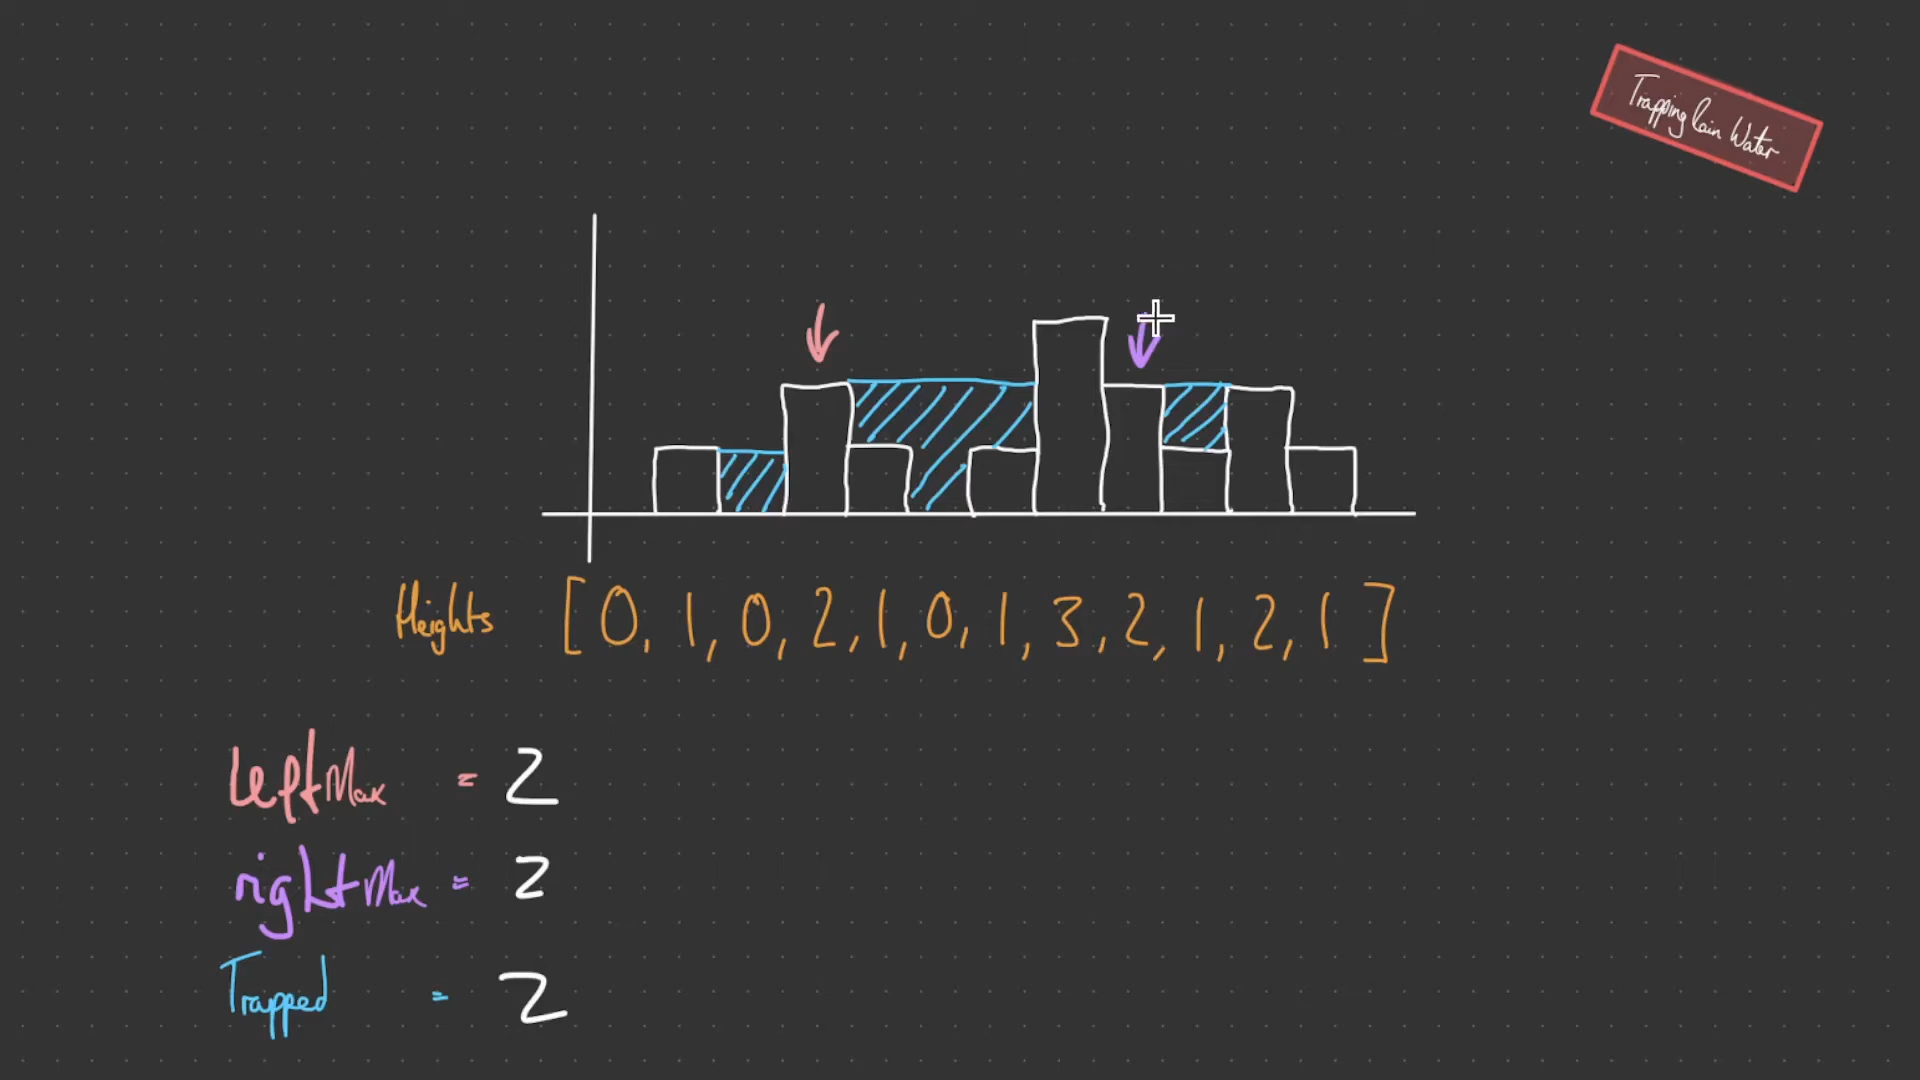 Trapping Rain Water
Heights [0, 1, 0, 2, 1, 0, 1, 3, 2, 1, 2, 1]
leftMax = 2
rightMax = 2
Trapped = 2